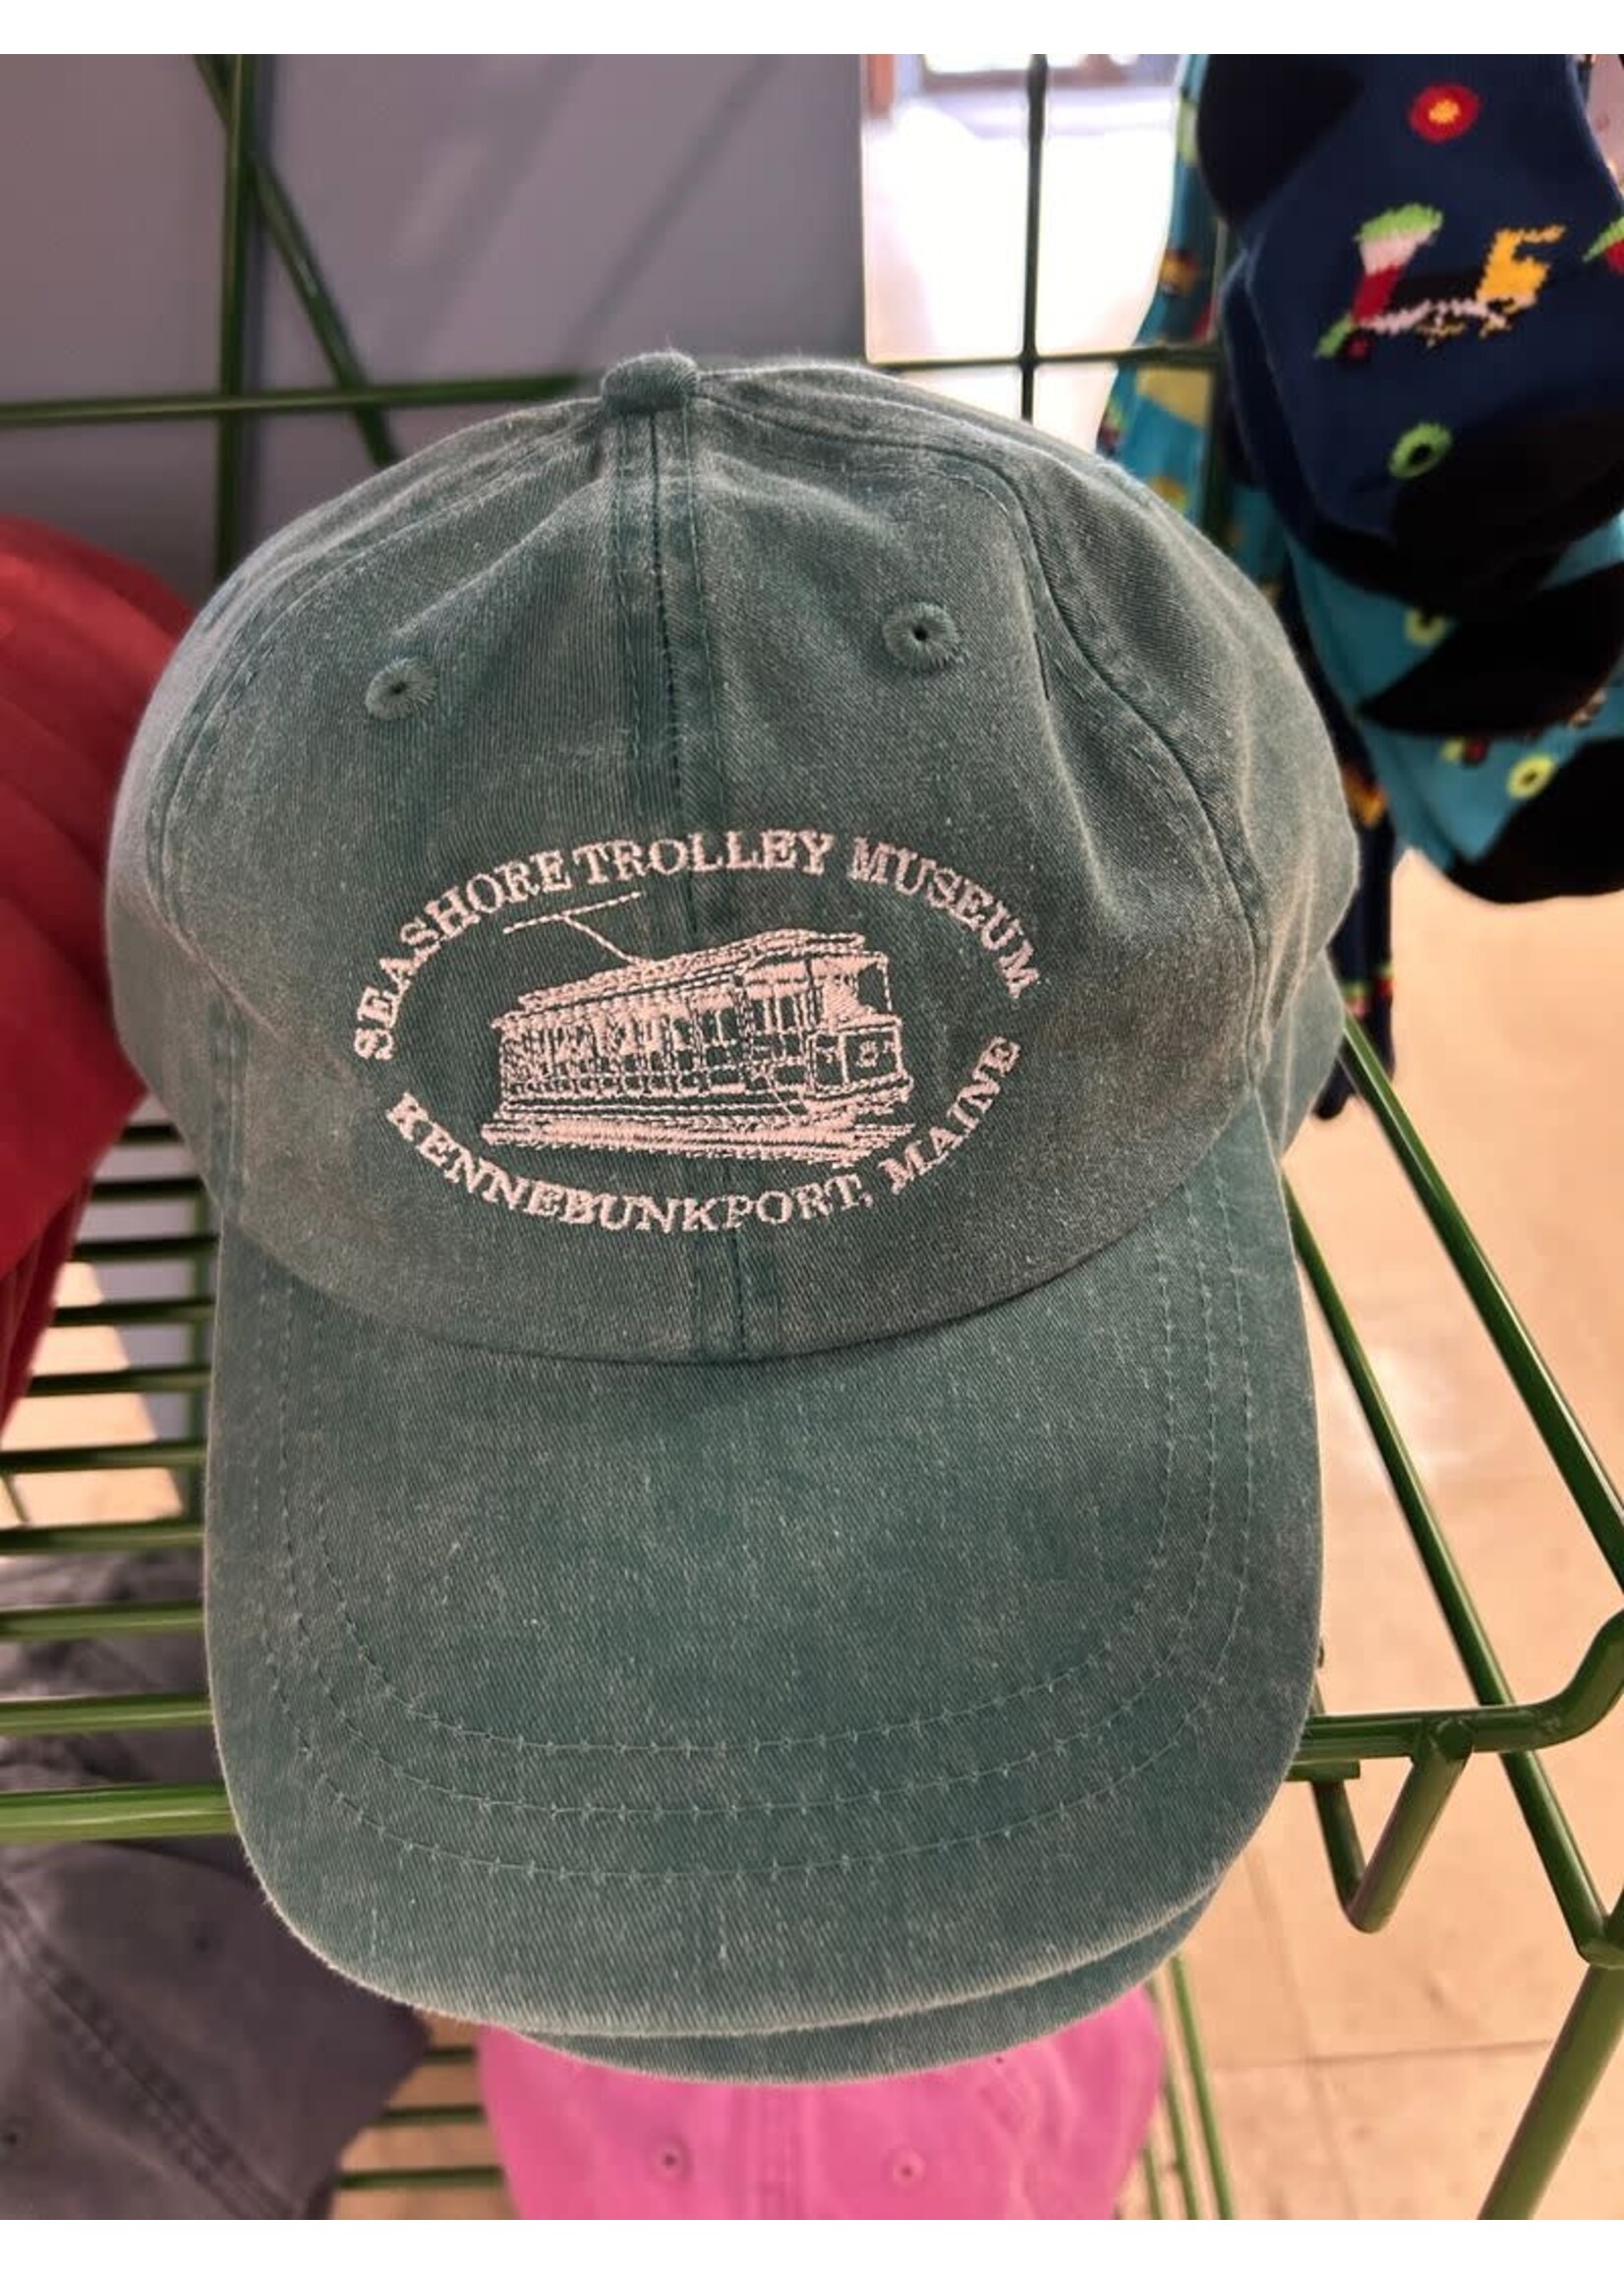 SEASHORE TROLLEY MUSEUM
KENNEBUNKPORT, MAINE